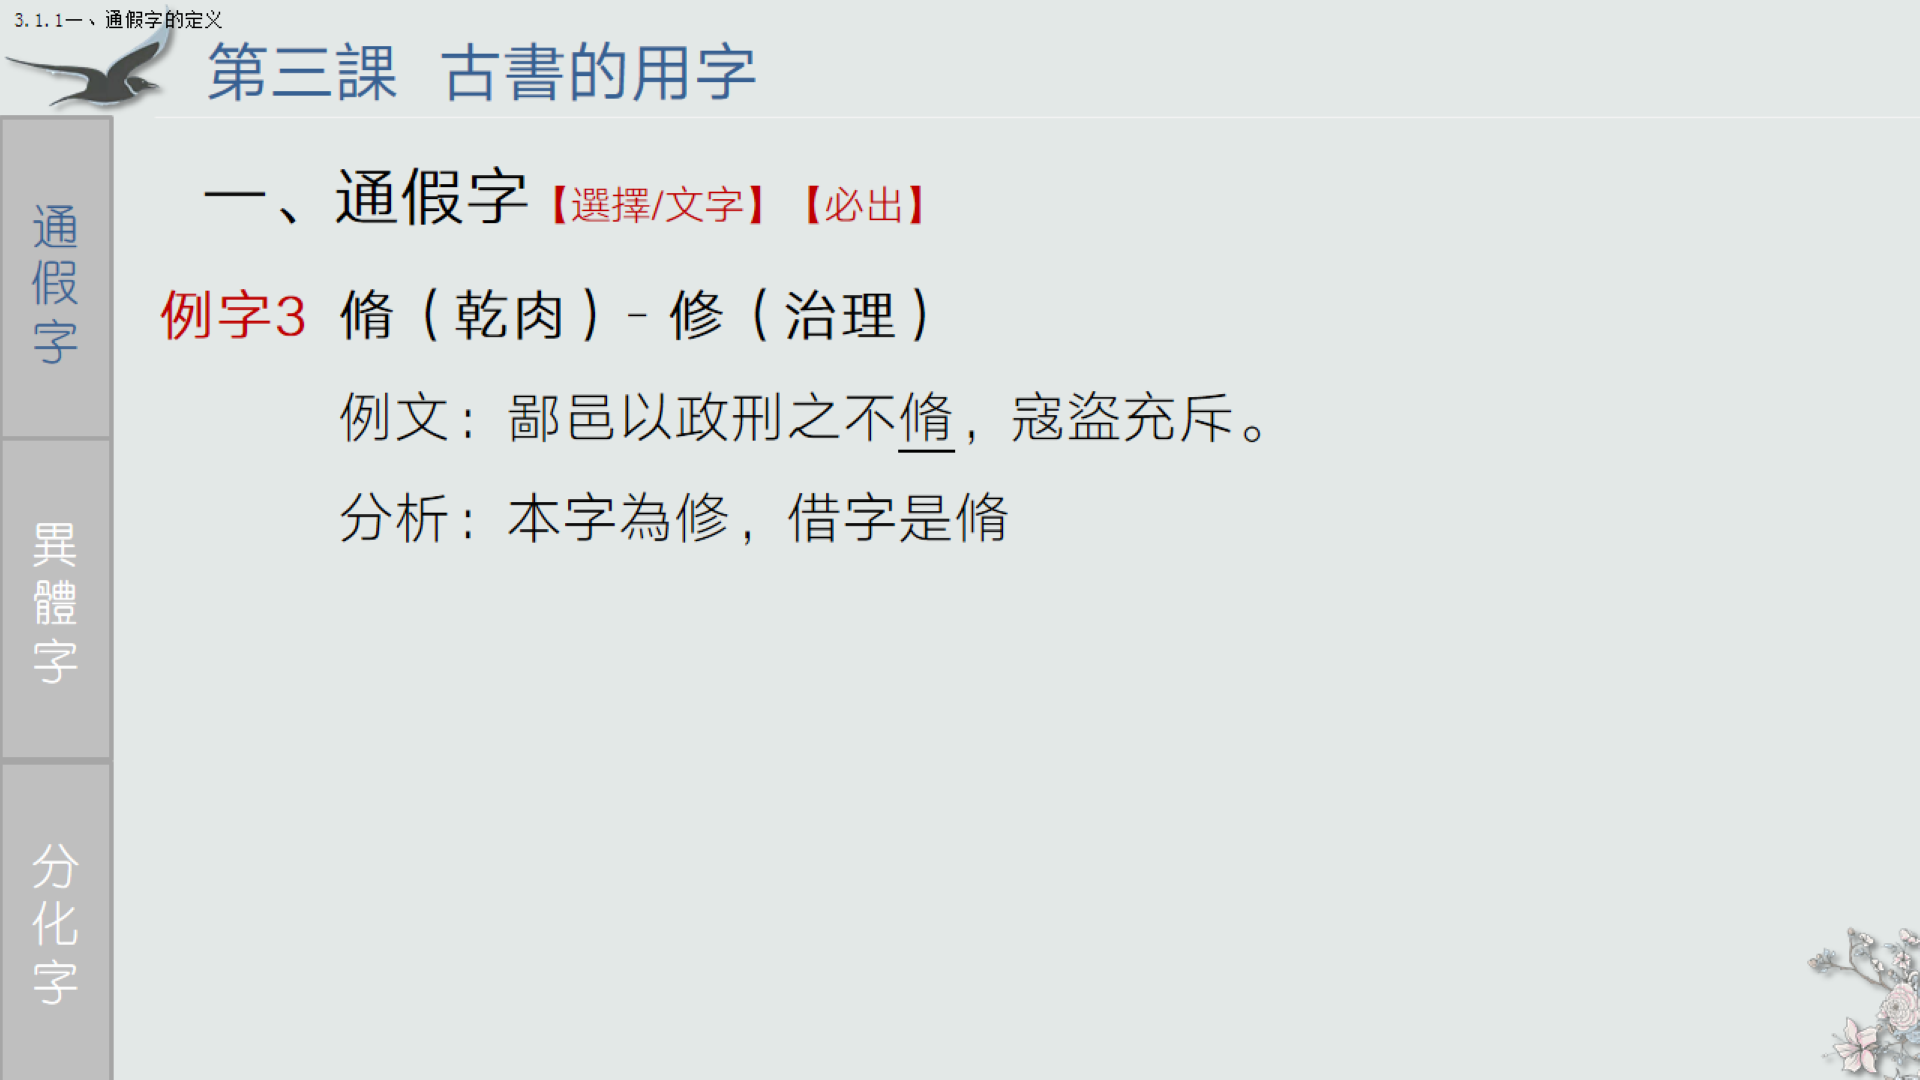 3.1.1一、通假字的定义
第三課 古書的用字
通假字
異體字
分化字
一、通假字【選擇/文字】【必出】
例字3 脩（乾肉）- 修（治理）
例文：鄙邑以政刑之不脩，寇盜充斥。
分析：本字為修，借字是脩